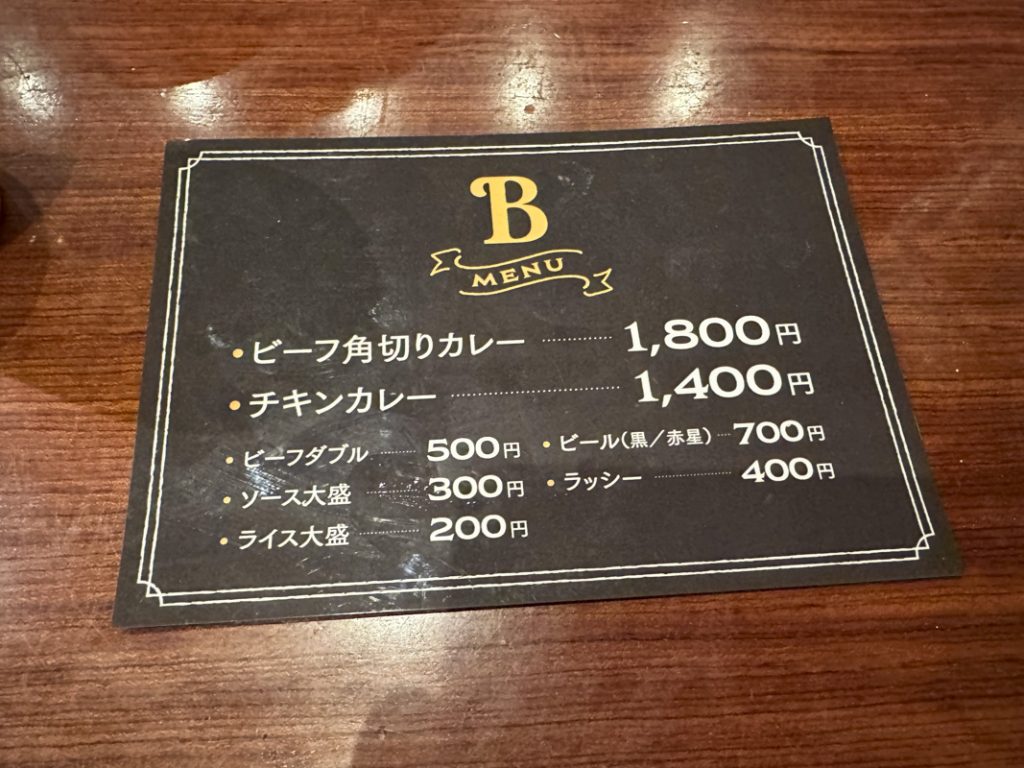 B
MENU
・ビーフ角切りカレー ………… 1,800円
・チキンカレー ………… 1,400円
・ビーフダブル ………… 500円
・ソース大盛 ………… 300円
・ライス大盛 ………… 200円
・ビール(黒/赤星) … 700円
・ラッシー ………… 400円